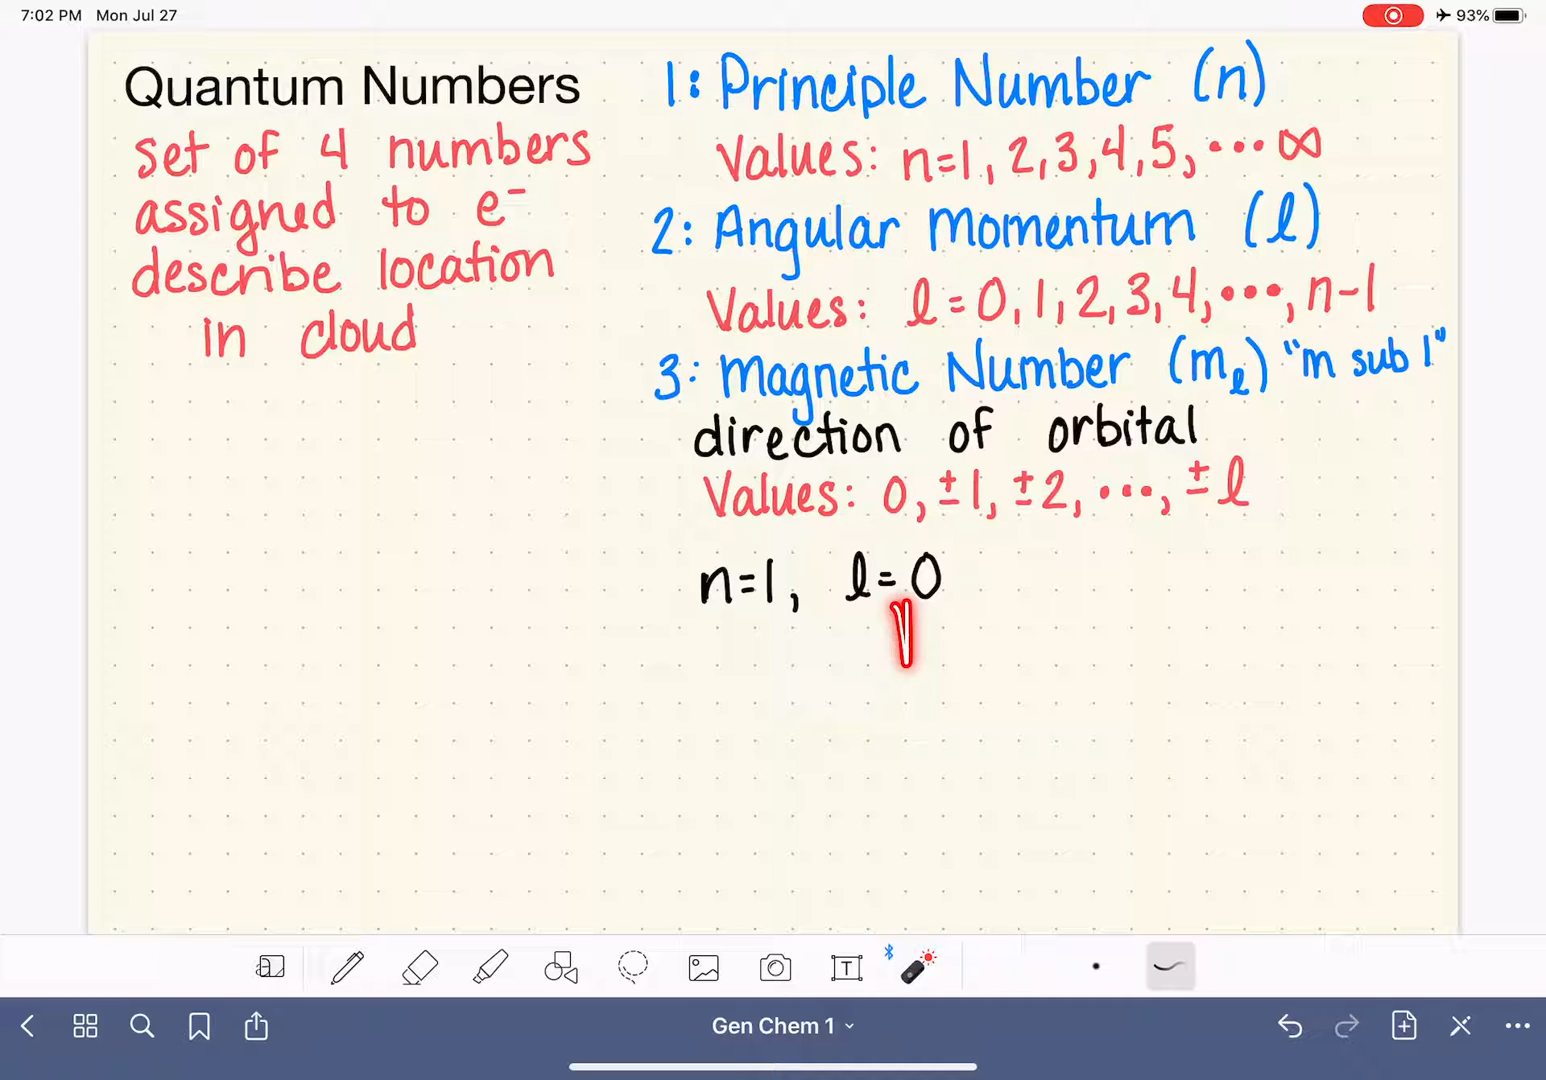 7:02 PM Mon Jul 27
93%
Quantum Numbers
set of 4 numbers
assigned to e⁻
describe location
in cloud
1: Principle Number (n)
Values: n=1, 2, 3, 4, 5, ••• ∞
2: Angular Momentum (l)
Values: l = 0, 1, 2, 3, 4, •••, n-1
3: Magnetic Number (mₗ) "m sub l"
direction of orbital
Values: 0, ±1, ±2, •••, ±l
n=1, l=0
T
Gen Chem 1